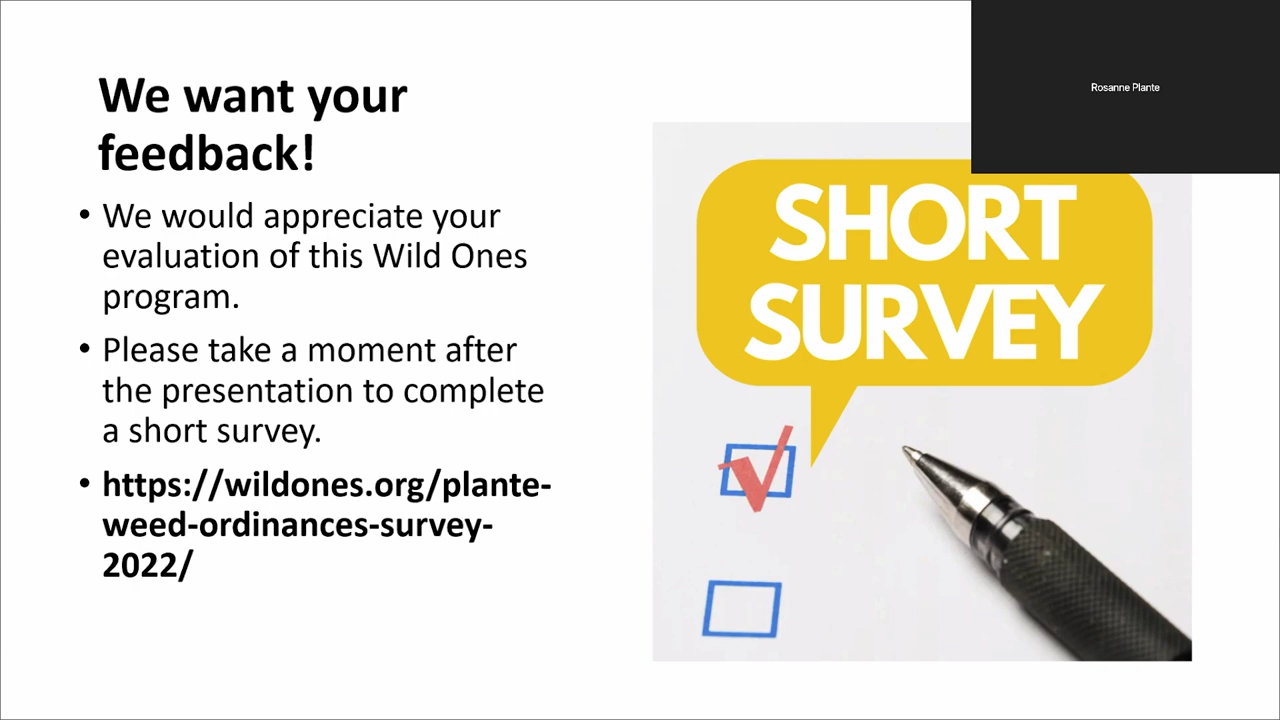 We want your
feedback!
• We would appreciate your
evaluation of this Wild Ones
program.
• Please take a moment after
the presentation to complete
a short survey.
• https://wildones.org/plante-
weed-ordinances-survey-
2022/
Rosanne Plante
SHORT
SURVEY